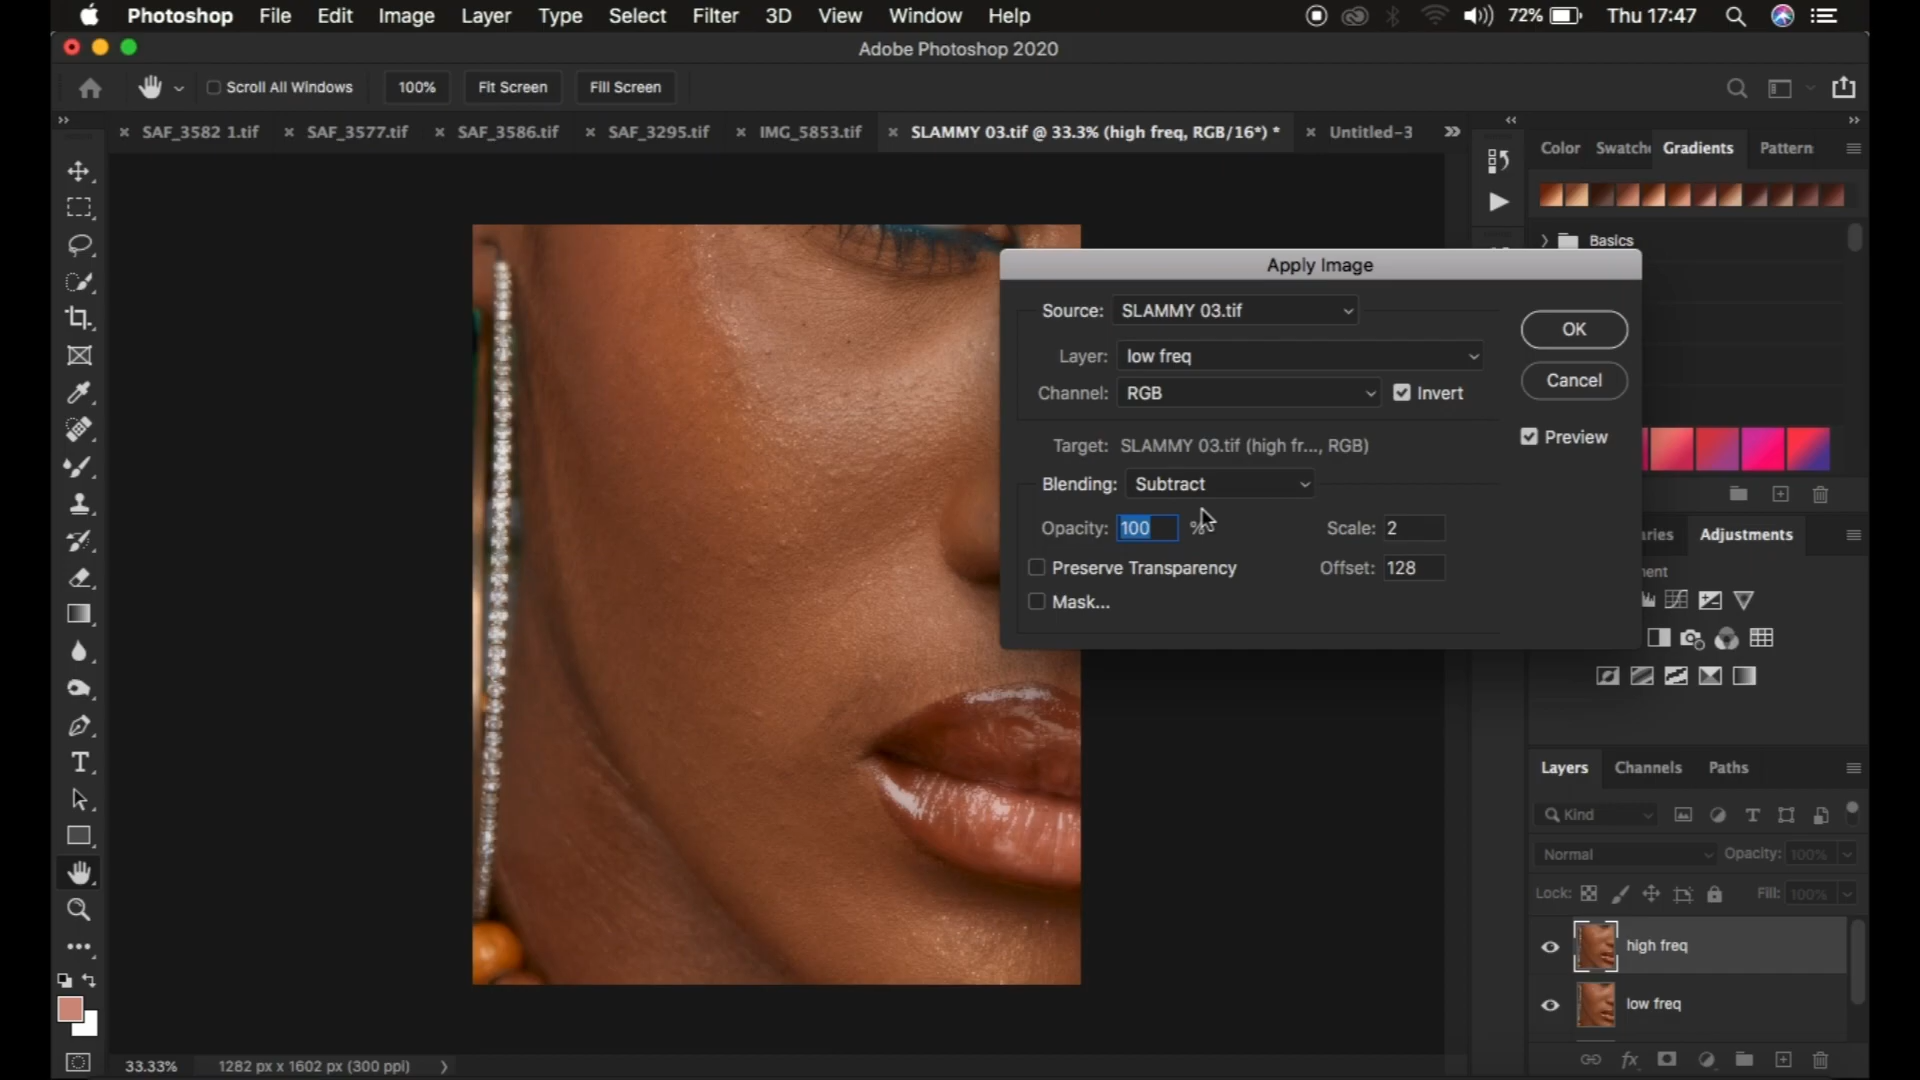 Photoshop File Edit Image Layer Type Select Filter 3D View Window Help 72% Thu 17:47
Adobe Photoshop 2020
Scroll All Windows 100% Fit Screen Fill Screen
SAF_3582 1.tif SAF_3577.tif SAF_3586.tif SAF_3295.tif IMG_5853.tif SLAMMY 03.tif @ 33.3% (high freq, RGB/16*) * Untitled-3
Color Swatch Gradients Pattern
Basics
Apply Image
Source: SLAMMY 03.tif
OK
Layer: low freq
Cancel
Channel: RGB Invert
Preview
Target: SLAMMY 03.tif (high fr..., RGB)
Blending: Subtract
Opacity: 100 % Scale: 2
Preserve Transparency Offset: 128
Mask...
raries Adjustments
ment
Layers Channels Paths
Kind
Normal Opacity: 100%
Lock: Fill: 100%
high freq
low freq
33.33% 1282 px x 1602 px (300 ppi)